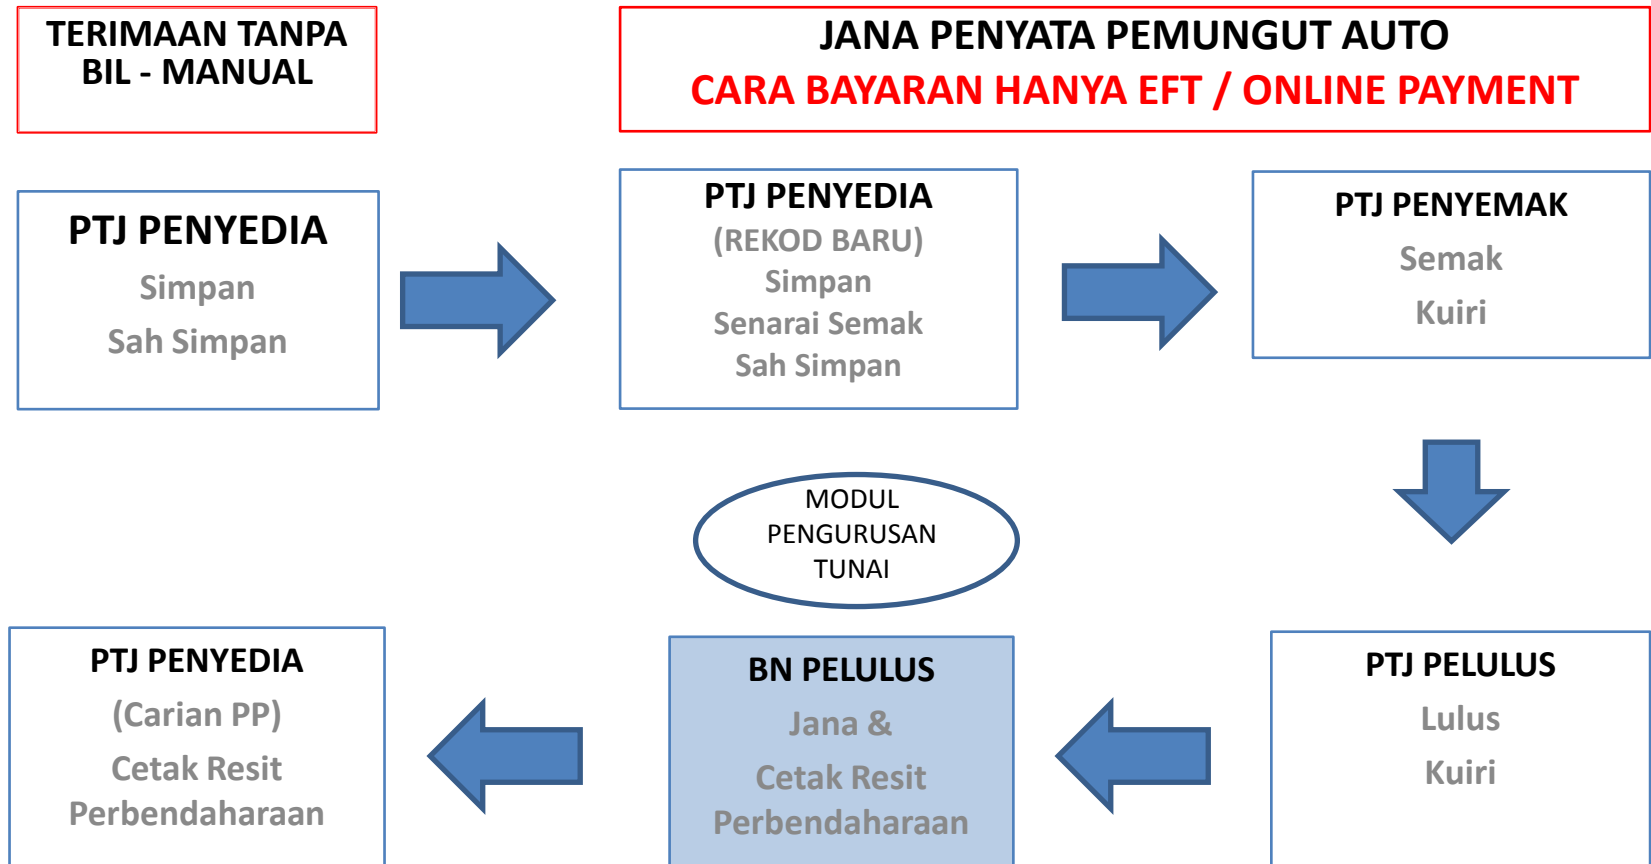 TERIMAAN TANPA
BIL - MANUAL
JANA PENYATA PEMUNGUT AUTO
CARA BAYARAN HANYA EFT / ONLINE PAYMENT
PTJ PENYEDIA
Simpan
Sah Simpan
PTJ PENYEDIA
(REKOD BARU)
Simpan
Senarai Semak
Sah Simpan
PTJ PENYEMAK
Semak
Kuiri
MODUL
PENGURUSAN
TUNAI
PTJ PENYEDIA
(Carian PP)
Cetak Resit
Perbendaharaan
BN PELULUS
Jana &
Cetak Resit
Perbendaharaan
PTJ PELULUS
Lulus
Kuiri